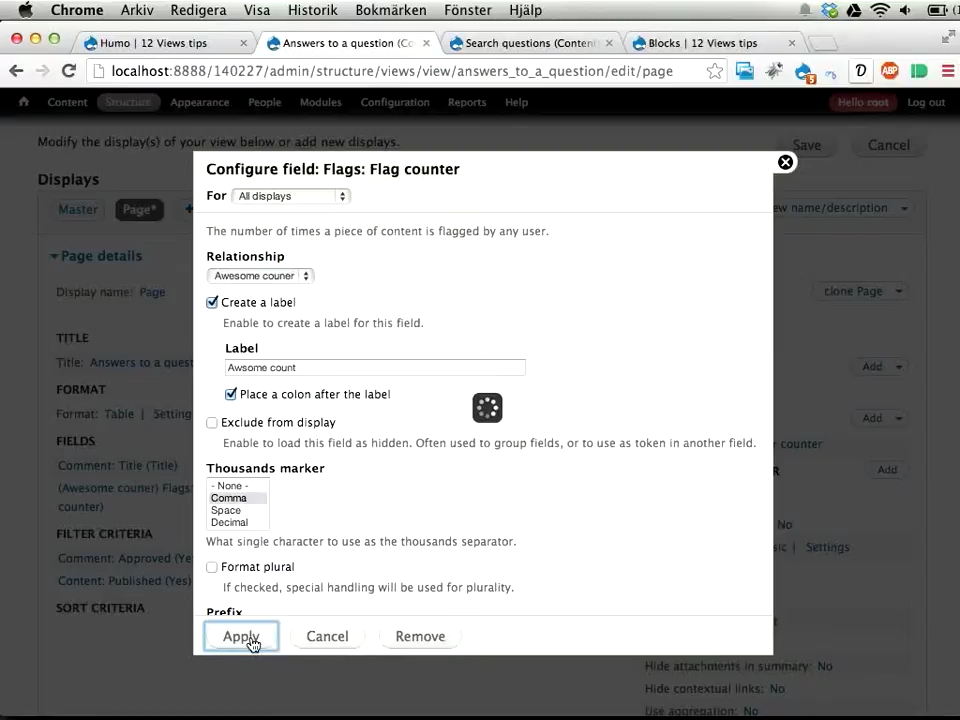 Chrome Arkiv Redigera Visa Historik Bokmärken Fönster Hjälp
Humo | 12 Views tips
Answers to a question (Co
Search questions (Content
Blocks | 12 Views tips
localhost:8888/140227/admin/structure/views/view/answers_to_a_question/edit/page
5
D
ABP
Content Structure Appearance People Modules Configuration Reports Help
Hello root Log out
Modify the display(s) of your view below or add new displays.
Save Cancel
Displays
Master Page*
ew name/description
Page details
Display name: Page
clone Page
TITLE
Title: Answers to a quest
Add
FORMAT
Format: Table | Setting
Add
FIELDS
counter
Comment: Title (Title)
Add
(Awesome couner) Flags:
counter)
No
FILTER CRITERIA
Comment: Approved (Ye
| Settings
Content: Published (Yes)
SORT CRITERIA
Hide attachments in summary: No
Hide contextual links: No
Use aggregation: No
Configure field: Flags: Flag counter
For All displays
The number of times a piece of content is flagged by any user.
Relationship
Awesome couner
Create a label
Enable to create a label for this field.
Label
Awsome count
Place a colon after the label
Exclude from display
Enable to load this field as hidden. Often used to group fields, or to use as token in another field.
Thousands marker
- None -
Comma
Space
Decimal
What single character to use as the thousands separator.
Format plural
If checked, special handling will be used for plurality.
Prefix
Apply Cancel Remove